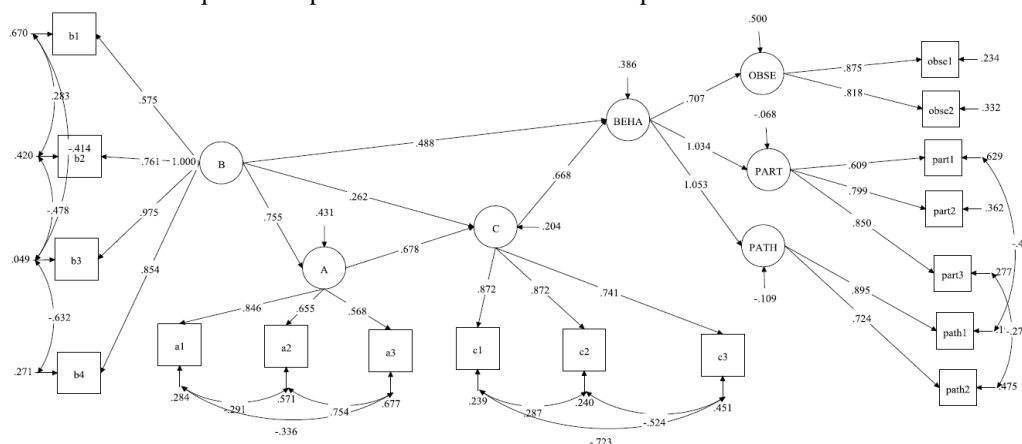 .500
.670
b1
obse1
.234
.386
OBSE
.875
.818
.283
.575
.707
obse2
.332
BEHA
-.068
-.414
.420
b2
.761
1.000
B
.488
1.034
part1
.629
.609
PART
.668
.799
.262
1.053
part2
.362
-.478
.975
.755
.431
C
.204
.850
.678
PATH
.049
b3
.854
A
part3
.277
-.109
.895
.872
.872
.741
.846
.655
.568
.724
-.632
path1
a1
a2
a3
c1
c2
c3
.271
b4
path2
.475
.284
-.291
.571
.754
.677
.239
.287
.240
-.524
.451
-.336
-.723